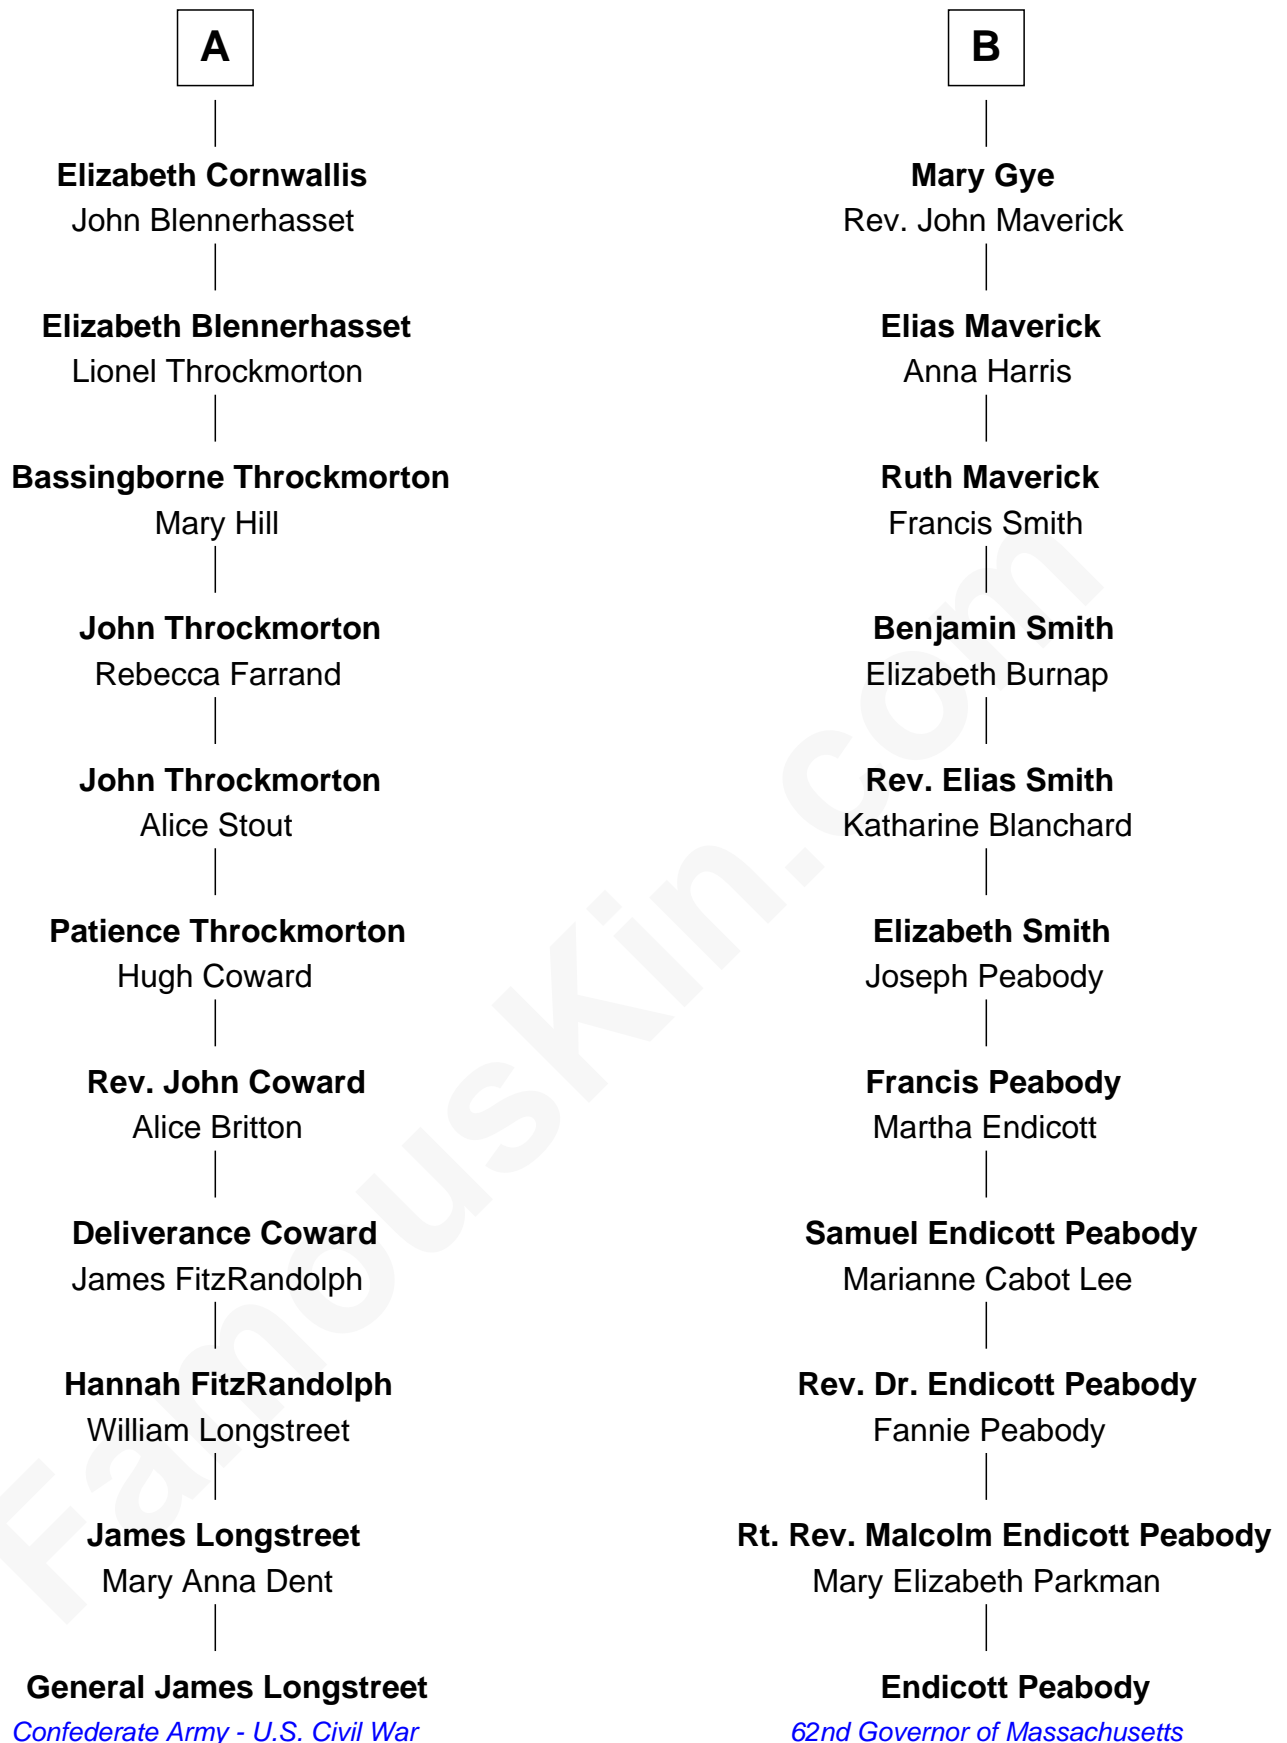 A
Elizabeth Cornwallis
John Blennerhasset
Elizabeth Blennerhasset
Lionel Throckmorton
Bassingborne Throckmorton
Mary Hill
John Throckmorton
Rebecca Farrand
John Throckmorton
Alice Stout
Patience Throckmorton
Hugh Coward
Rev. John Coward
Alice Britton
Deliverance Coward
James FitzRandolph
Hannah FitzRandolph
William Longstreet
James Longstreet
Mary Anna Dent
General James Longstreet
Confederate Army - U.S. Civil War
B
Mary Gye
Rev. John Maverick
Elias Maverick
Anna Harris
Ruth Maverick
Francis Smith
Benjamin Smith
Elizabeth Burnap
Rev. Elias Smith
Katharine Blanchard
Elizabeth Smith
Joseph Peabody
Francis Peabody
Martha Endicott
Samuel Endicott Peabody
Marianne Cabot Lee
Rev. Dr. Endicott Peabody
Fannie Peabody
Rt. Rev. Malcolm Endicott Peabody
Mary Elizabeth Parkman
Endicott Peabody
62nd Governor of Massachusetts
FamousKin.com